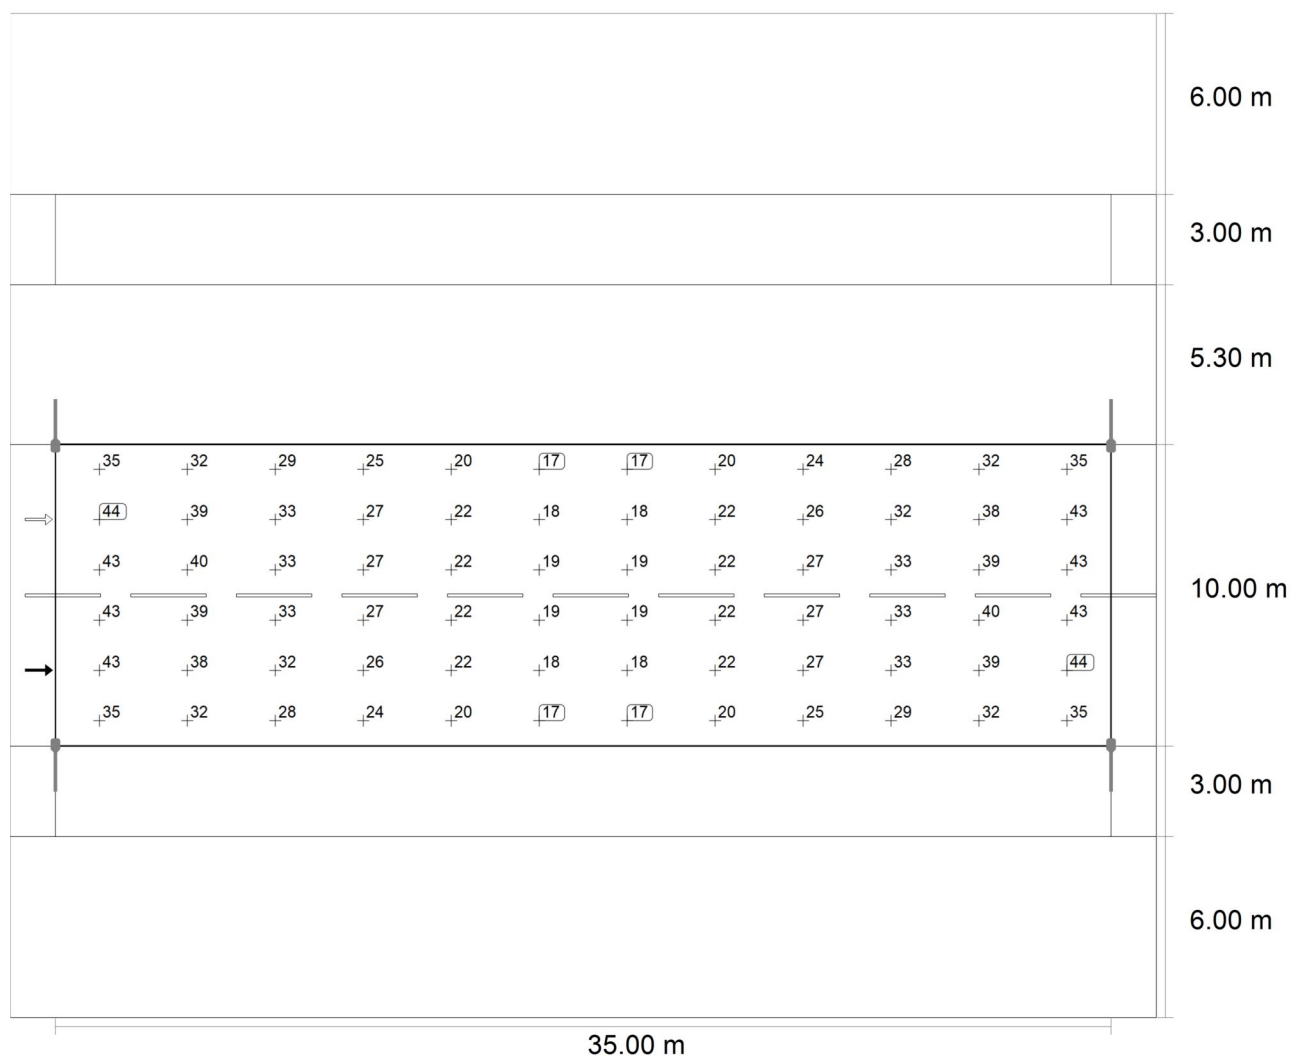 6.00 m
3.00 m
5.30 m
35 32 29 25 20 17 17 20 24 28 32 35
44 39 33 27 22 18 18 22 26 32 38 43
43 40 33 27 22 19 19 22 27 33 39 43
10.00 m
43 39 33 27 22 19 19 22 27 33 40 43
43 38 32 26 22 18 18 22 27 33 39 44
35 32 28 24 20 17 17 20 25 29 32 35
3.00 m
6.00 m
35.00 m